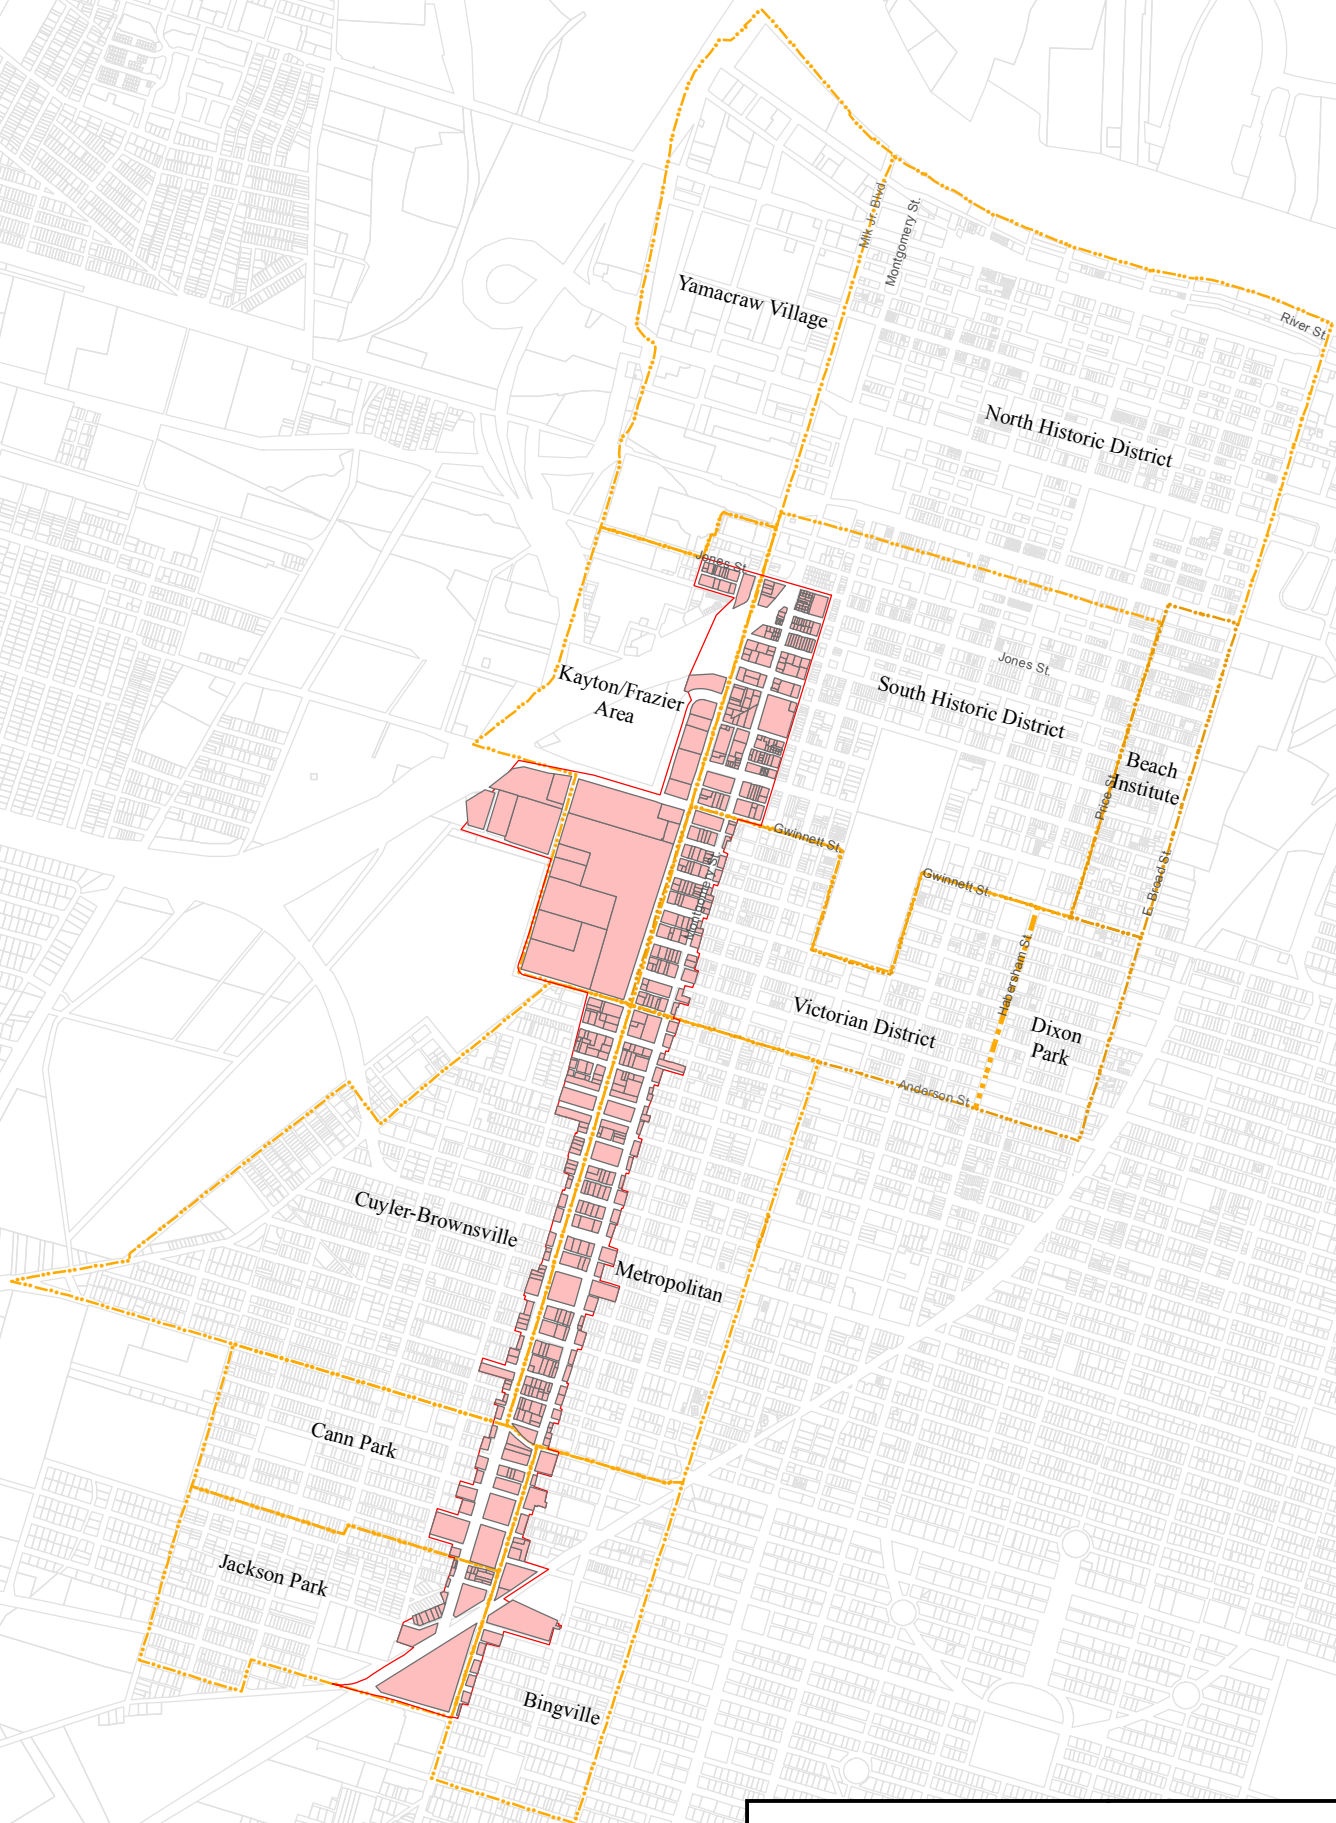 Mlk Jr. Blvd.
Montgomery St.
Yamacraw Village
River St.
North Historic District
Jones St.
Jones St.
Kayton/Frazier
Area
South Historic District
Beach
Institute
Price St.
Gwinnett St.
Montgomery St.
Gwinnett St.
E. Broad St.
Habersham St.
Victorian District
Dixon
Park
Anderson St.
Cuyler-Brownsville
Metropolitan
Cann Park
Jackson Park
Bingville